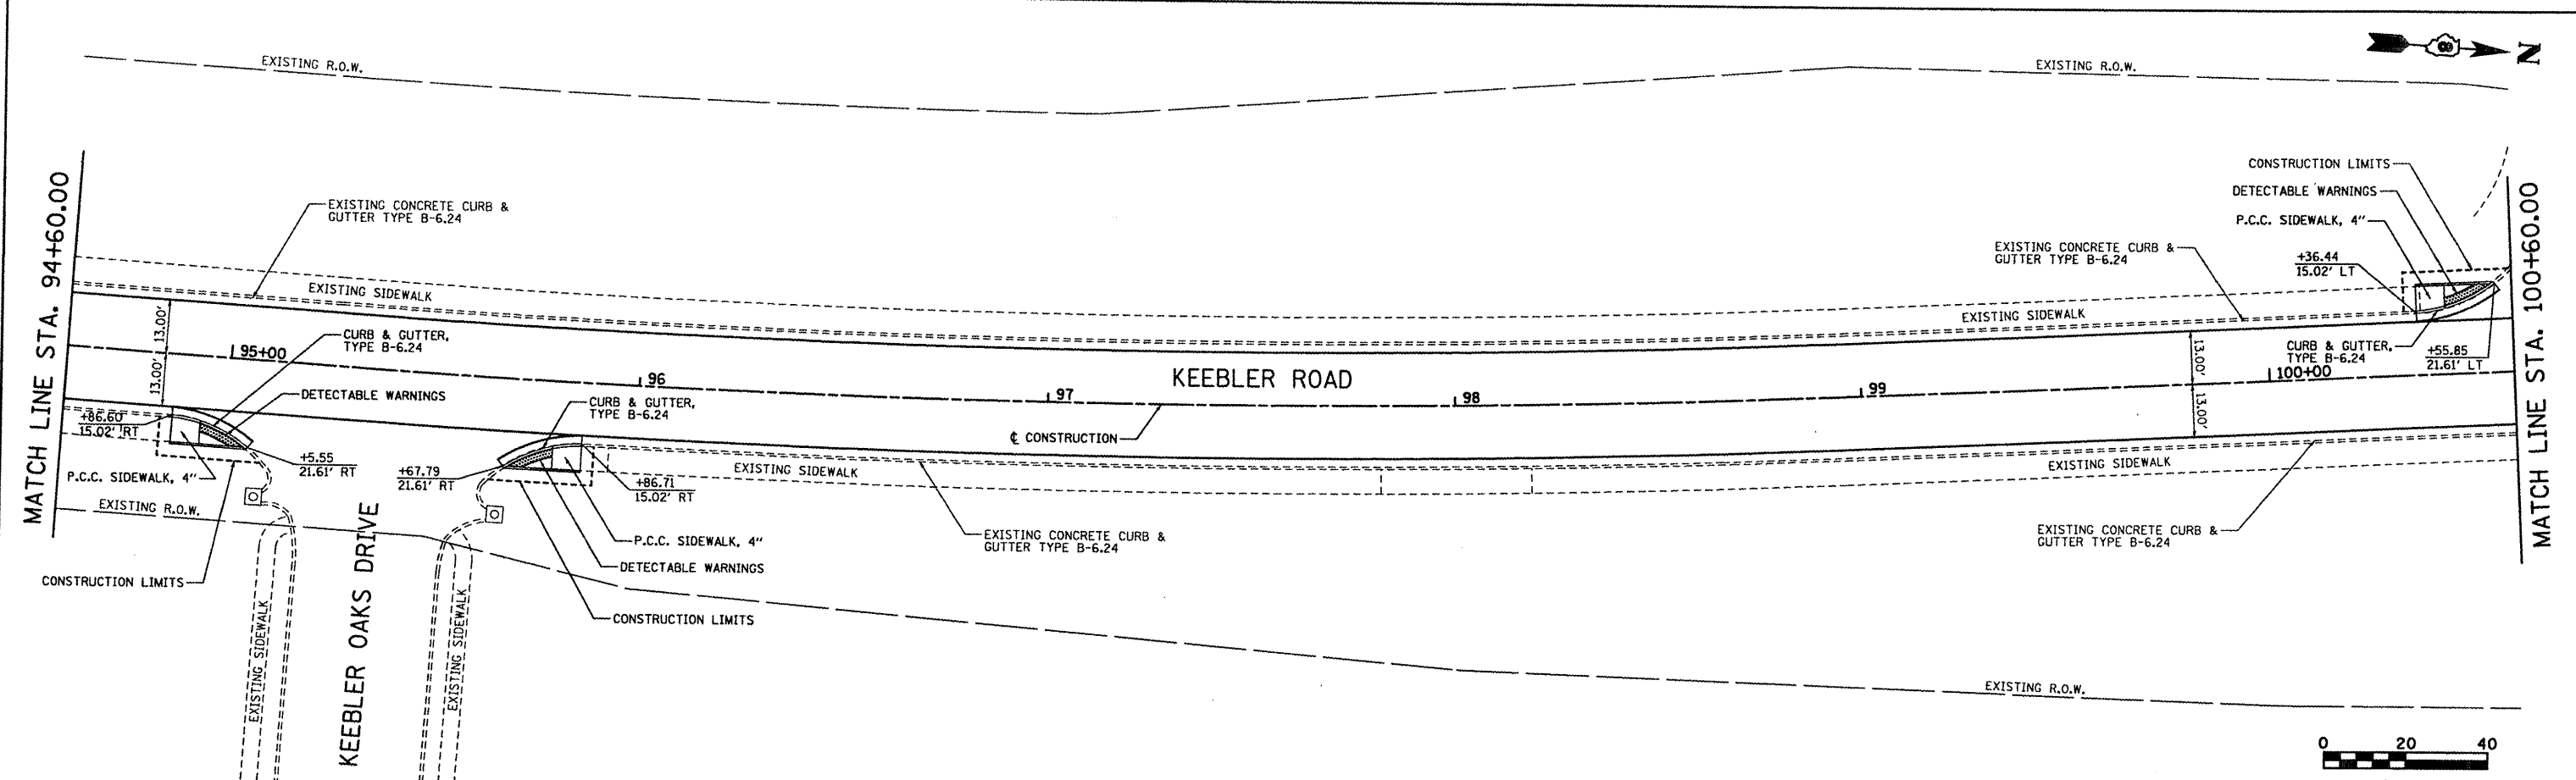 EXISTING R.O.W.
EXISTING R.O.W.
N
MATCH LINE STA. 94+60.00
EXISTING CONCRETE CURB &
GUTTER TYPE B-6.24
EXISTING SIDEWALK
13.00'
13.00'
95+00
CURB & GUTTER,
TYPE B-6.24
DETECTABLE WARNINGS
+86.60
15.02' RT
P.C.C. SIDEWALK, 4"
+5.55
21.61' RT
EXISTING R.O.W.
CONSTRUCTION LIMITS
EXISTING SIDEWALK
KEEBLER OAKS DRIVE
EXISTING SIDEWALK
+67.79
21.61' RT
96
CURB & GUTTER,
TYPE B-6.24
+86.71
15.02' RT
P.C.C. SIDEWALK, 4"
DETECTABLE WARNINGS
CONSTRUCTION LIMITS
EXISTING SIDEWALK
EXISTING CONCRETE CURB &
GUTTER TYPE B-6.24
97
KEEBLER ROAD
℄ CONSTRUCTION
98
99
100+00
CONSTRUCTION LIMITS
DETECTABLE WARNINGS
P.C.C. SIDEWALK, 4"
EXISTING CONCRETE CURB &
GUTTER TYPE B-6.24
+36.44
15.02' LT
EXISTING SIDEWALK
CURB & GUTTER,
TYPE B-6.24
+55.85
21.61' LT
13.00'
13.00'
EXISTING SIDEWALK
EXISTING CONCRETE CURB &
GUTTER TYPE B-6.24
EXISTING R.O.W.
MATCH LINE STA. 100+60.00
0 20 40